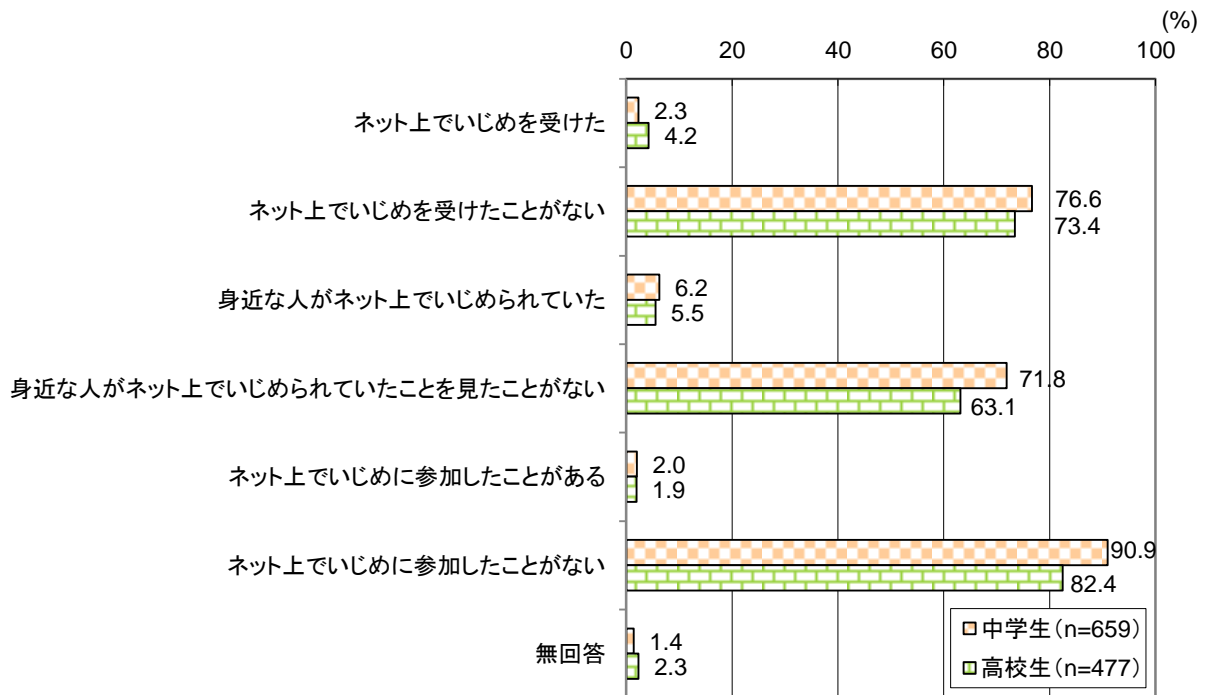 (%)
0 20 40 60 80 100
ネット上でいじめを受けた
2.3
4.2
ネット上でいじめを受けたことがない
76.6
73.4
身近な人がネット上でいじめられていた
6.2
5.5
身近な人がネット上でいじめられていたことを見たことがない
71.8
63.1
ネット上でいじめに参加したことがある
2.0
1.9
ネット上でいじめに参加したことがない
90.9
82.4
無回答
1.4
2.3
中学生(n=659)
高校生(n=477)